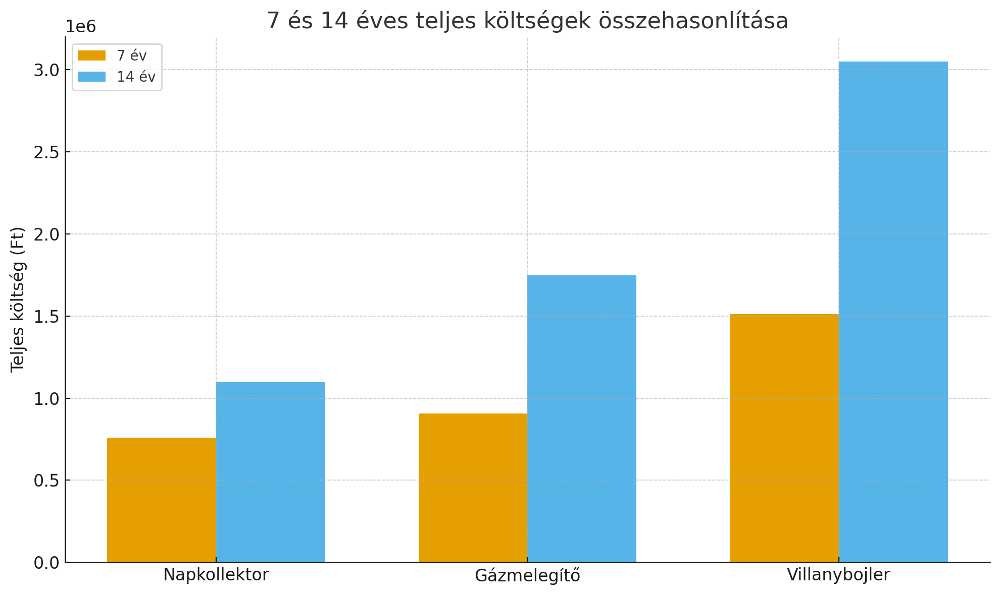 7 és 14 éves teljes költségek összehasonlítása
1e6
7 év
14 év
3.0
2.5
2.0
1.5
1.0
0.5
0.0
Teljes költség (Ft)
Napkollektor
Gázmelegítő
Villanybojler